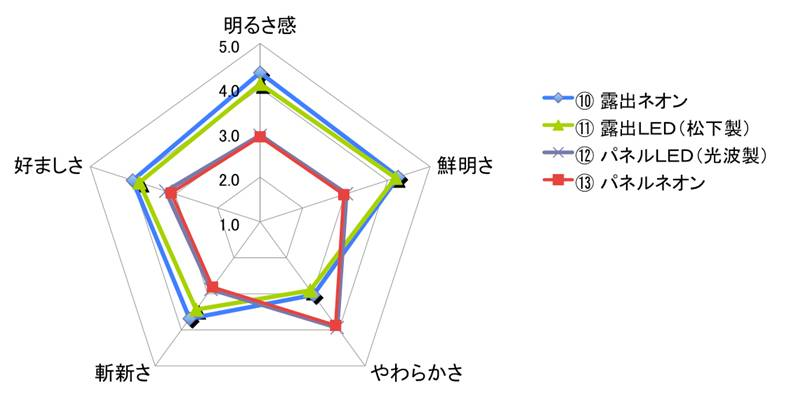 明るさ感
5.0
4.0
3.0
2.0
1.0
鮮明さ
やわらかさ
斬新さ
好ましさ
⑩ 露出ネオン
⑪ 露出LED(松下製)
⑫ パネルLED(光波製)
⑬ パネルネオン